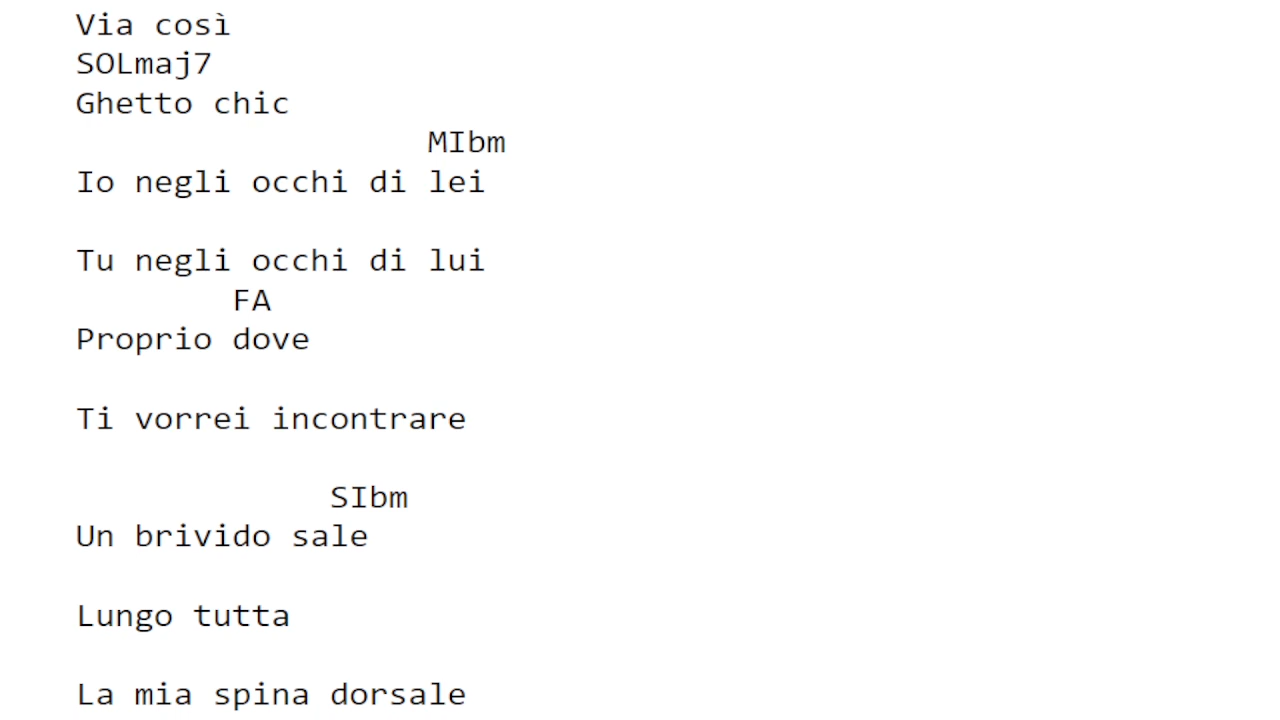 Via così
SOLmaj7
Ghetto chic
MIbm
Io negli occhi di lei
Tu negli occhi di lui
FA
Proprio dove
Ti vorrei incontrare
SIbm
Un brivido sale
Lungo tutta
La mia spina dorsale